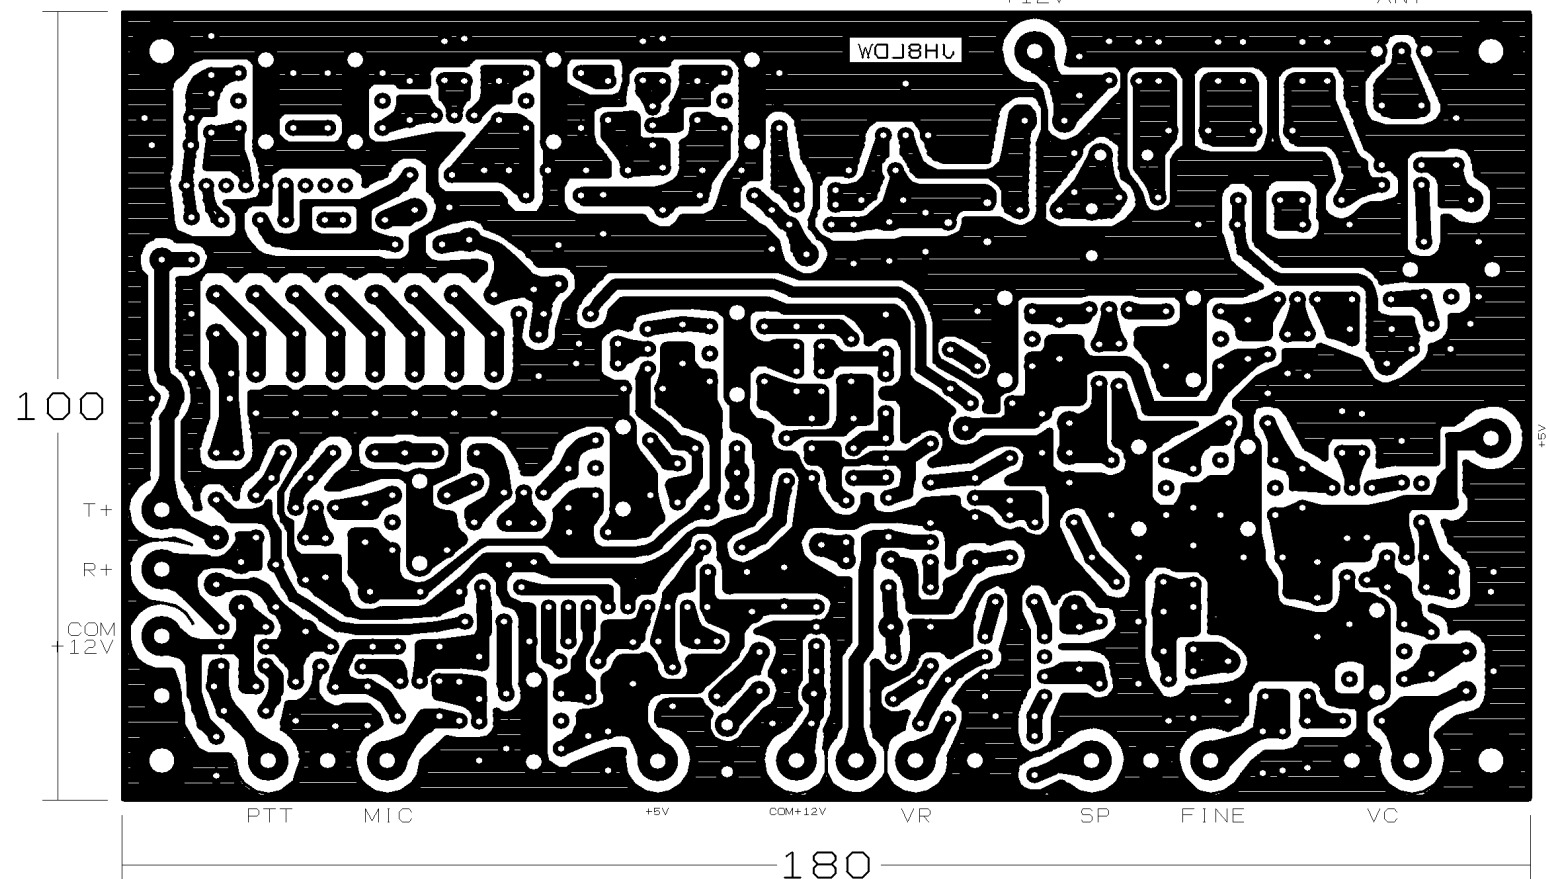 +12V
ANT
JH8LDW
100
+5V
T+
R+
COM
+12V
PTT
MIC
+5V
COM+12V
VR
SP
FINE
VC
180